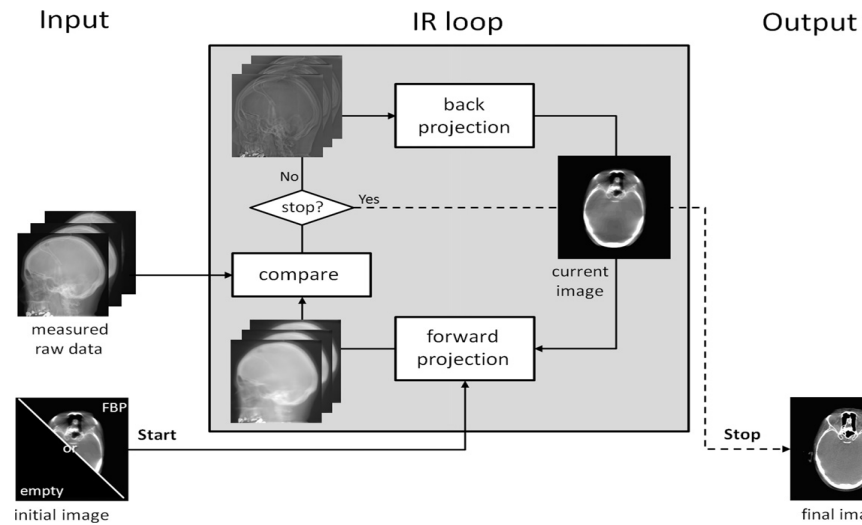 Input
IR loop
Output
back
projection
No
stop?
Yes
compare
current
image
measured
raw data
forward
projection
FBP
or
empty
Start
Stop
initial image
final